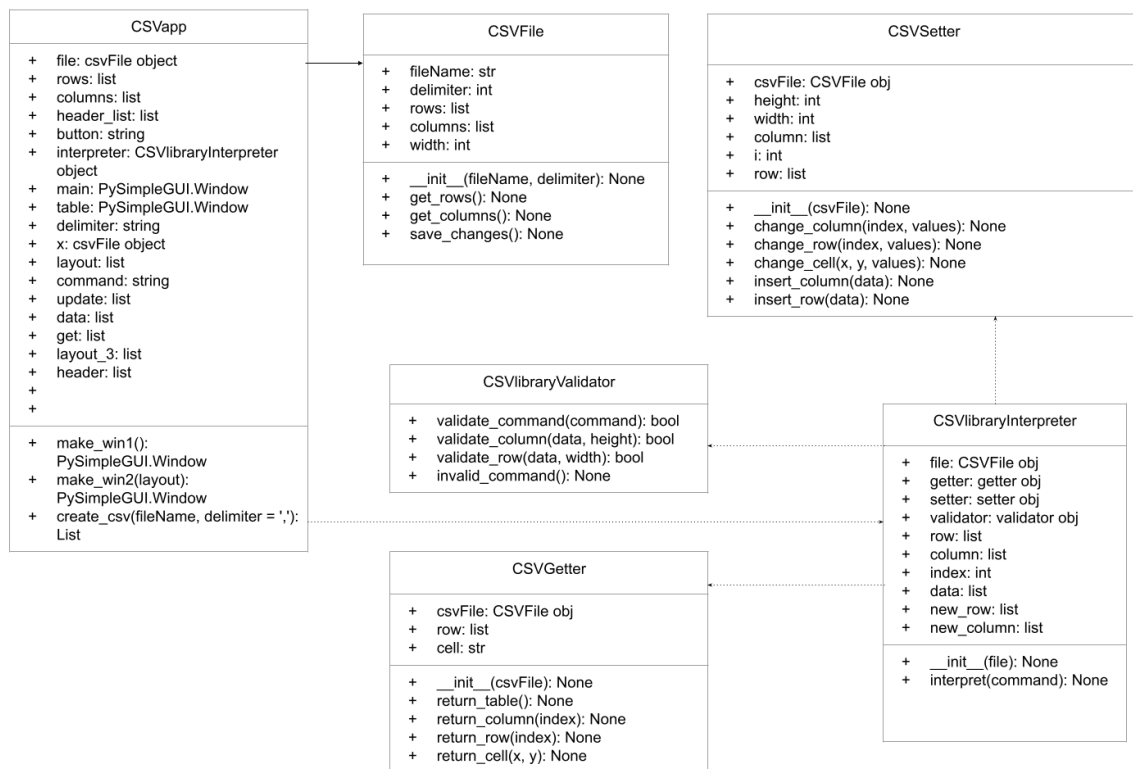 CSVapp
+ file: csvFile object
+ rows: list
+ columns: list
+ header_list: list
+ button: string
+ interpreter: CSVlibraryInterpreter
object
+ main: PySimpleGUI.Window
+ table: PySimpleGUI.Window
+ delimiter: string
+ x: csvFile object
+ layout: list
+ command: string
+ update: list
+ data: list
+ get: list
+ layout_3: list
+ header: list
+
+
+ make_win1():
PySimpleGUI.Window
+ make_win2(layout):
PySimpleGUI.Window
+ create_csv(fileName, delimiter = ','):
List
CSVFile
+ fileName: str
+ delimiter: int
+ rows: list
+ columns: list
+ width: int
+ __init__(fileName, delimiter): None
+ get_rows(): None
+ get_columns(): None
+ save_changes(): None
CSVSetter
+ csvFile: CSVFile obj
+ height: int
+ width: int
+ column: list
+ i: int
+ row: list
+ __init__(csvFile): None
+ change_column(index, values): None
+ change_row(index, values): None
+ change_cell(x, y, values): None
+ insert_column(data): None
+ insert_row(data): None
CSVlibraryValidator
+ validate_command(command): bool
+ validate_column(data, height): bool
+ validate_row(data, width): bool
+ invalid_command(): None
CSVlibraryInterpreter
+ file: CSVFile obj
+ getter: getter obj
+ setter: setter obj
+ validator: validator obj
+ row: list
+ column: list
+ index: int
+ data: list
+ new_row: list
+ new_column: list
+ __init__(file): None
+ interpret(command): None
CSVGetter
+ csvFile: CSVFile obj
+ row: list
+ cell: str
+ __init__(csvFile): None
+ return_table(): None
+ return_column(index): None
+ return_row(index): None
+ return_cell(x, y): None